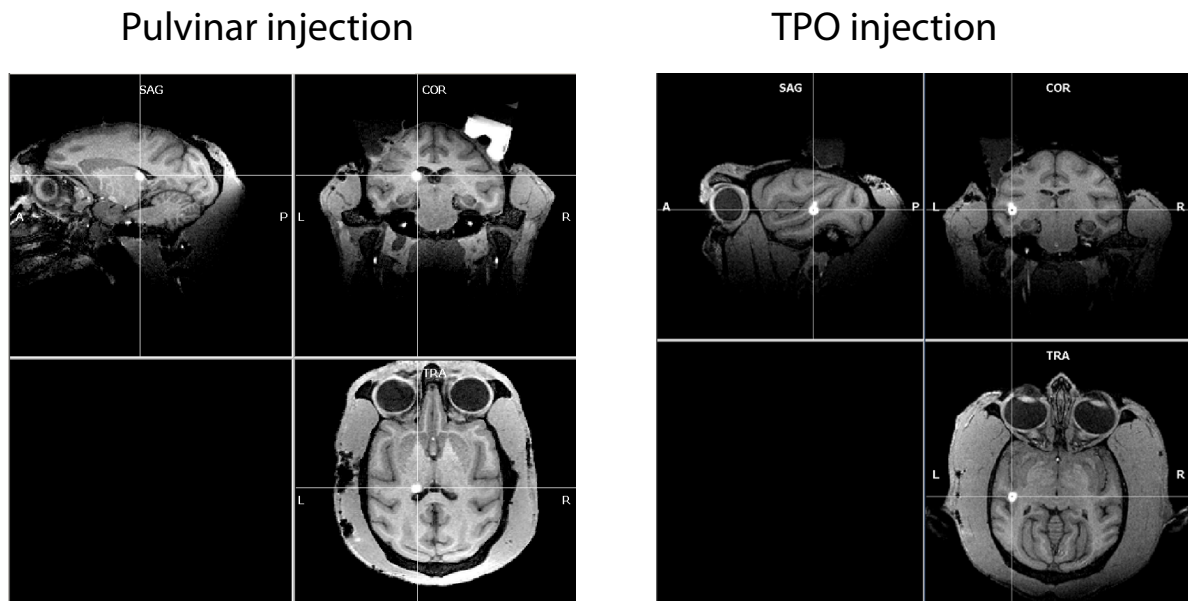 Pulvinar injection
TPO injection
SAG
COR
A
P
L
R
TRA
L
R
SAG
COR
A
P
L
R
TRA
L
R